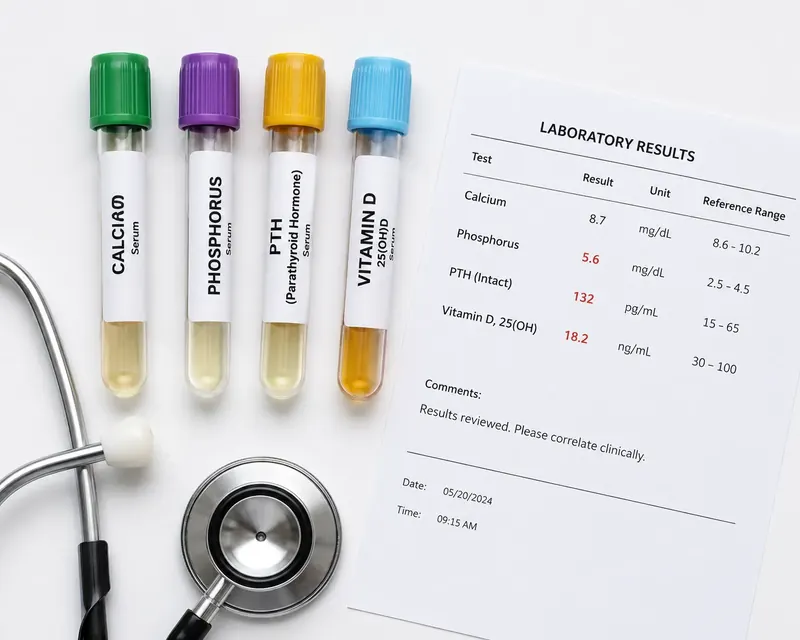 CALCIƦ0)
Serum
PHOSPHORUS
Serum
PTH
(Parathyroid Hormone)
Serum
VITAMIN D
25(OH)D
Serum
LABORATORY RESULTS
Test Result Unit Reference Range
Calcium 8.7 mg/dL 8.6 - 10.2
Phosphorus 5.6 mg/dL 2.5 - 4.5
PTH (Intact) 132 pg/mL 15 - 65
Vitamin D, 25(OH) 18.2 ng/mL 30 - 100
Comments:
Results reviewed. Please correlate clinically.
Date: 05/20/2024
Time: 09:15 AM